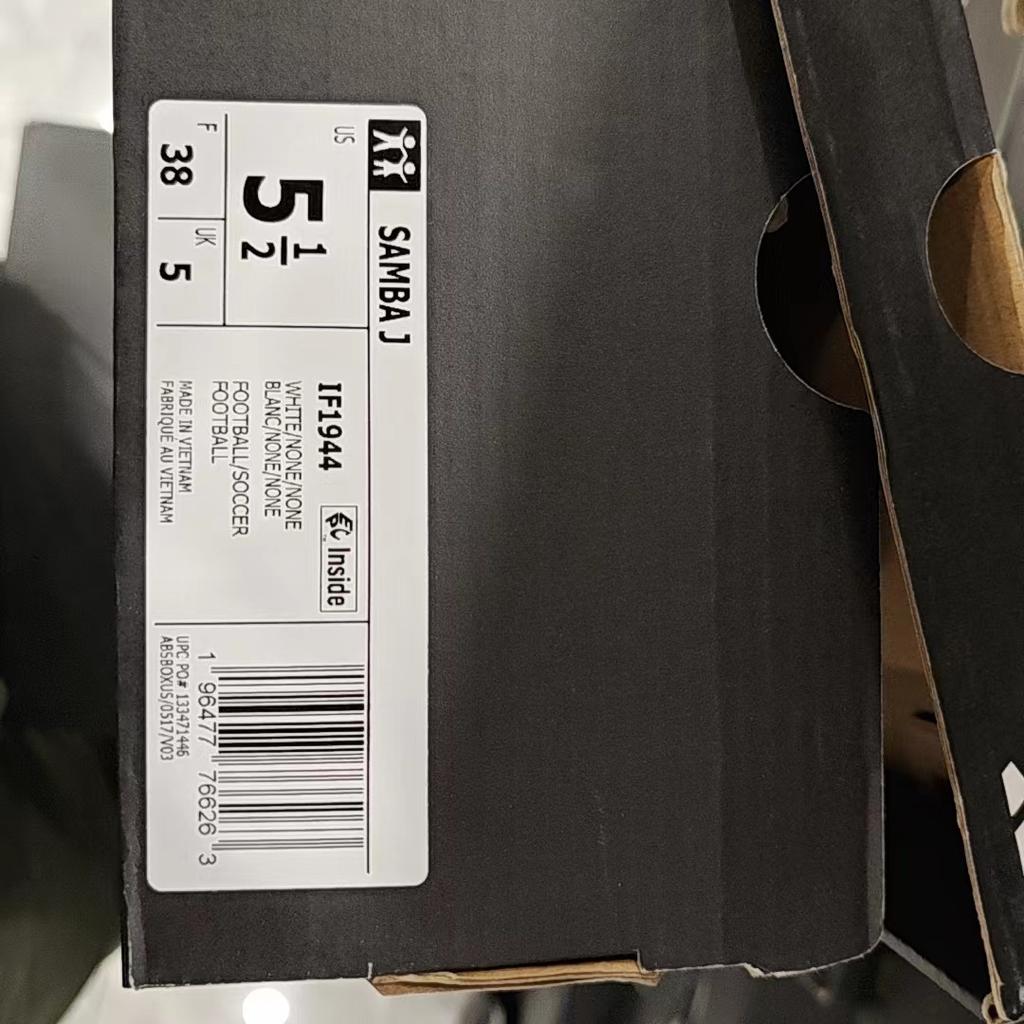 SAMBA J
US
5 1/2
F
38
UK
5
IF1944
Inside
WHITE/NONE/NONE
BLANC/NONE/NONE
FOOTBALL/SOCCER
FOOTBALL
MADE IN VIETNAM
FABRIQUÉ AU VIETNAM
1 96477 76626 3
UPC PO# 133471446
ABSBOXUS/0517/V03